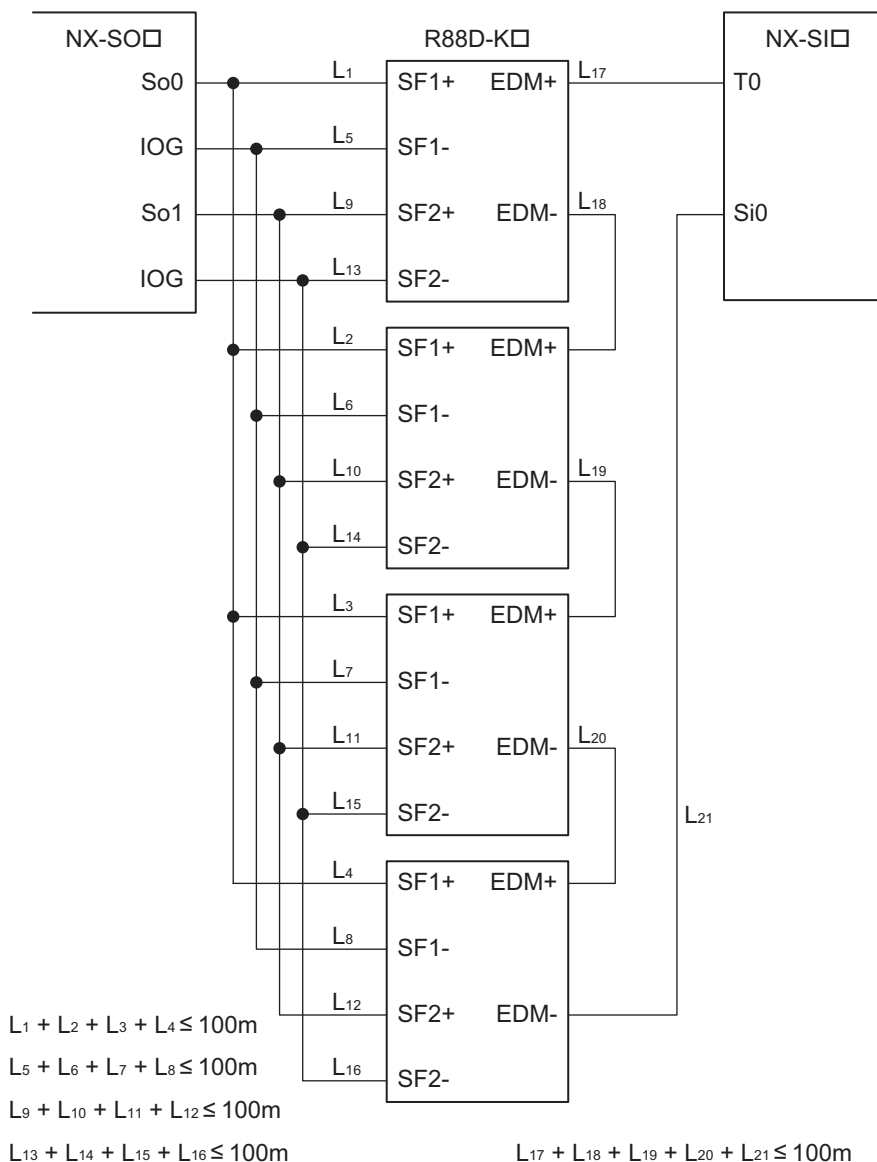 NX-SO□ R88D-K□ NX-SI□
So0 L1 SF1+ EDM+ L17 T0
IOG L5 SF1-
So1 L9 SF2+ EDM- L18 Si0
IOG L13 SF2-
L2 SF1+ EDM+
L6 SF1-
L10 SF2+ EDM- L19
L14 SF2-
L3 SF1+ EDM+
L7 SF1-
L11 SF2+ EDM- L20
L15 SF2-
L21
L4 SF1+ EDM+
L8 SF1-
L12 SF2+ EDM-
L16 SF2-
L1 + L2 + L3 + L4 ≤ 100m
L5 + L6 + L7 + L8 ≤ 100m
L9 + L10 + L11 + L12 ≤ 100m
L13 + L14 + L15 + L16 ≤ 100m
L17 + L18 + L19 + L20 + L21 ≤ 100m